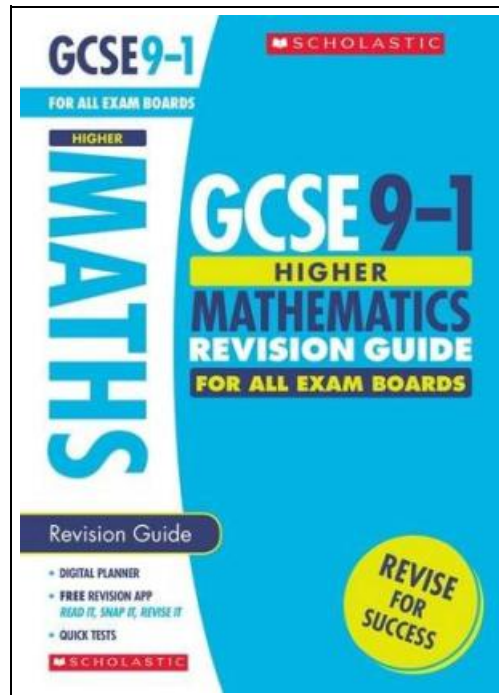 GCSE 9–1
SCHOLASTIC
FOR ALL EXAM BOARDS
HIGHER
MATHS
GCSE 9–1
HIGHER
MATHEMATICS
REVISION GUIDE
FOR ALL EXAM BOARDS
Revision Guide
• DIGITAL PLANNER
• FREE REVISION APP
READ IT, SNAP IT, REVISE IT
• QUICK TESTS
SCHOLASTIC
REVISE
FOR
SUCCESS